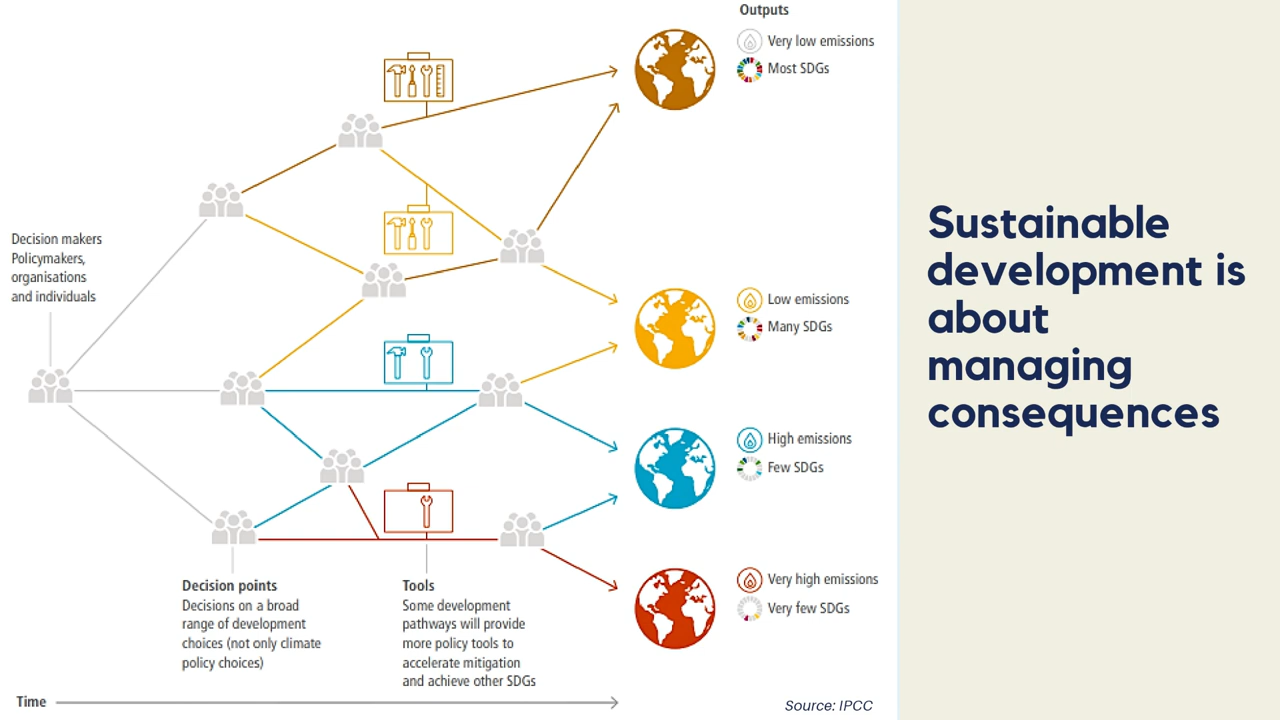 Outputs
Very low emissions
Most SDGs
Decision makers
Policymakers,
organisations
and individuals
Low emissions
Many SDGs
High emissions
Few SDGs
Very high emissions
Very few SDGs
Decision points
Decisions on a broad
range of development
choices (not only climate
policy choices)
Tools
Some development
pathways will provide
more policy tools to
accelerate mitigation
and achieve other SDGs
Time
Source: IPCC
Sustainable
development is
about
managing
consequences